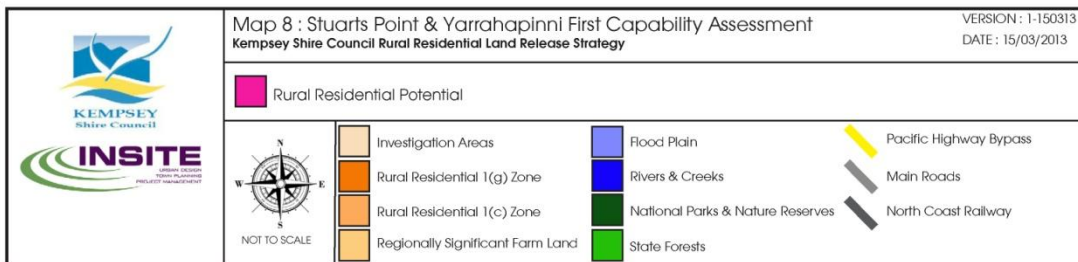 KEMPSEY
Shire Council
INSITE
URBAN DESIGN
TOWN PLANNING
PROJECT MANAGEMENT
Map 8 : Stuarts Point & Yarrahapinni First Capability Assessment
Kempsey Shire Council Rural Residential Land Release Strategy
VERSION : 1-150313
DATE : 15/03/2013
Rural Residential Potential
N
W E
S
NOT TO SCALE
Investigation Areas
Rural Residential 1(g) Zone
Rural Residential 1(c) Zone
Regionally Significant Farm Land
Flood Plain
Rivers & Creeks
National Parks & Nature Reserves
State Forests
Pacific Highway Bypass
Main Roads
North Coast Railway